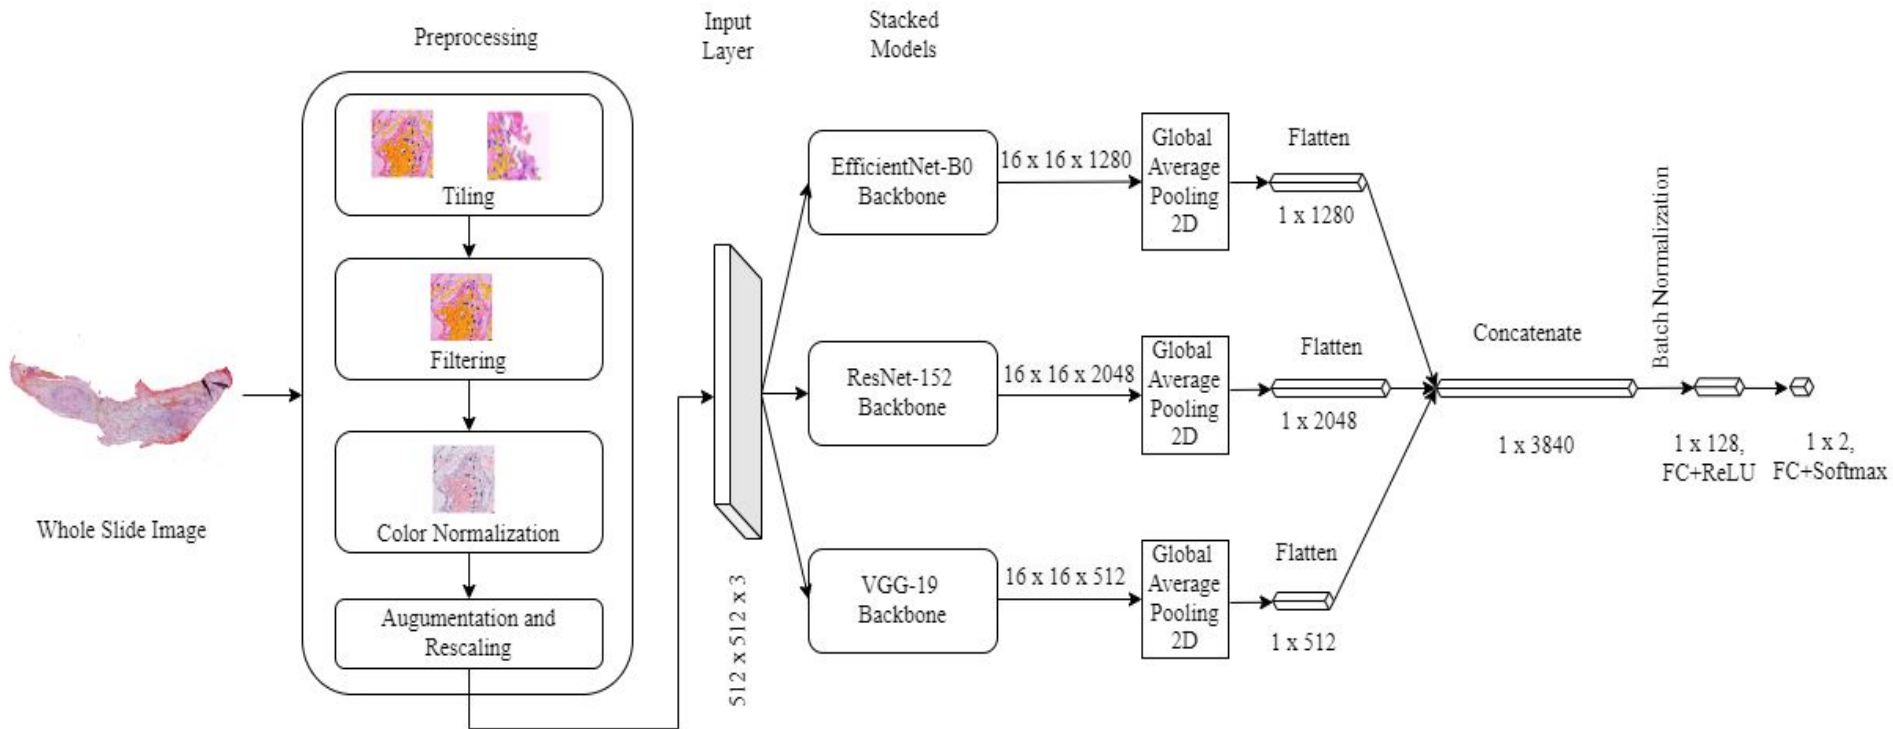 Preprocessing
Input
Layer
Stacked
Models
Tiling
Filtering
Color Normalization
Augumentation and
Rescaling
Whole Slide Image
512 x 512 x 3
EfficientNet-B0
Backbone
16 x 16 x 1280
Global
Average
Pooling
2D
Flatten
1 x 1280
ResNet-152
Backbone
16 x 16 x 2048
Global
Average
Pooling
2D
Flatten
1 x 2048
VGG-19
Backbone
16 x 16 x 512
Global
Average
Pooling
2D
Flatten
1 x 512
Concatenate
1 x 3840
Batch Normalization
1 x 128,
FC+ReLU
1 x 2,
FC+Softmax